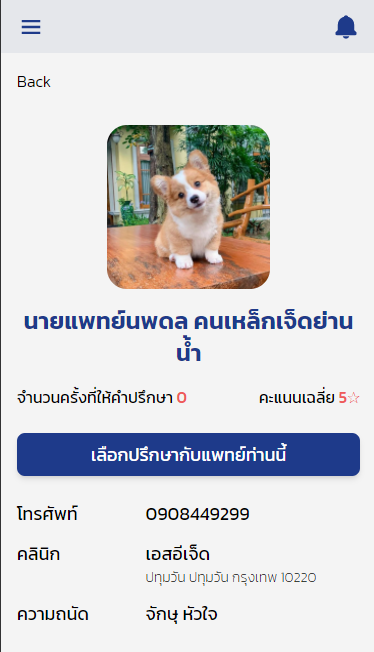 Back
นายแพทย์นพดล คนเหล็กเจ็ดย่าน
น้ำ
จำนวนครั้งที่ให้คำปรึกษา 0 คะแนนเฉลี่ย 5☆
เลือกปรึกษากับแพทย์ท่านนี้
โทรศัพท์ 0908449299
คลินิก เอสอีเจ็ด
ปทุมวัน ปทุมวัน กรุงเทพ 10220
ความถนัด จักษุ หัวใจ